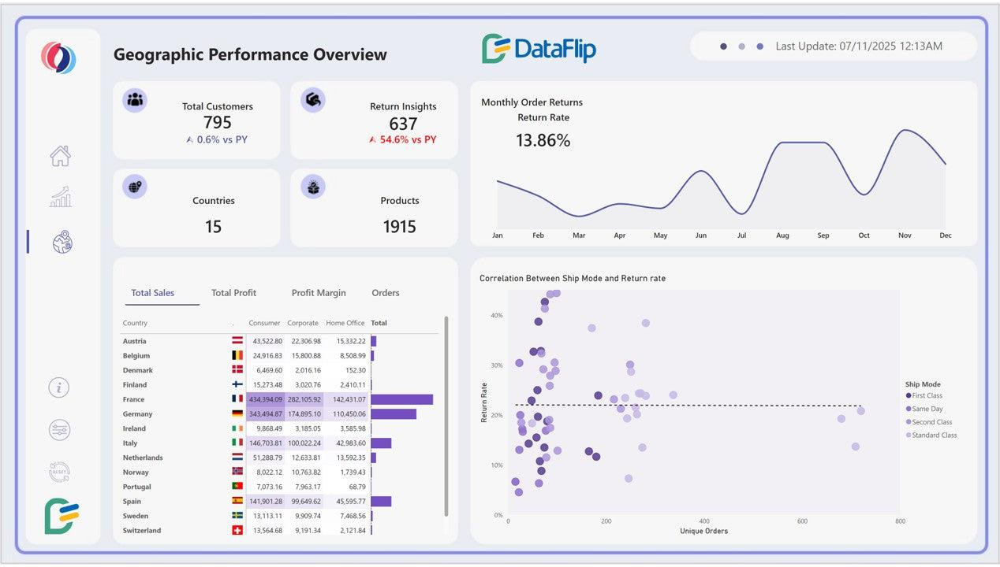 Geographic Performance Overview
DataFlip
Last Update: 07/11/2025 12:13AM
Total Customers
795
0.6% vs PY
Return Insights
637
54.6% vs PY
Countries
15
Products
1915
Monthly Order Returns
Return Rate
13.86%
Jan Feb Mar Apr May Jun Jul Aug Sep Oct Nov Dec
RESET
Total Sales Total Profit Profit Margin Orders
Country . Consumer Corporate Home Office Total
Austria 43,522.80 22,306.98 15,332.22
Belgium 24,916.83 15,800.88 8,508.99
Denmark 6,469.60 2,016.16 152.30
Finland 15,273.48 3,020.76 2,410.11
France 434,394.09 282,105.92 142,431.07
Germany 343,494.87 174,895.10 110,450.06
Ireland 9,868.49 3,185.05 3,585.98
Italy 146,703.81 100,022.24 42,983.60
Netherlands 51,288.79 12,633.81 13,592.35
Norway 8,022.12 10,763.82 1,739.43
Portugal 7,073.16 7,963.17 68.79
Spain 141,901.28 99,649.62 45,595.77
Sweden 13,113.11 9,909.74 7,468.56
Switzerland 13,564.68 9,191.34 2,121.84
Correlation Between Ship Mode and Return rate
Return Rate
40%
30%
20%
10%
0%
0 200 400 600 800
Unique Orders
Ship Mode
First Class
Same Day
Second Class
Standard Class